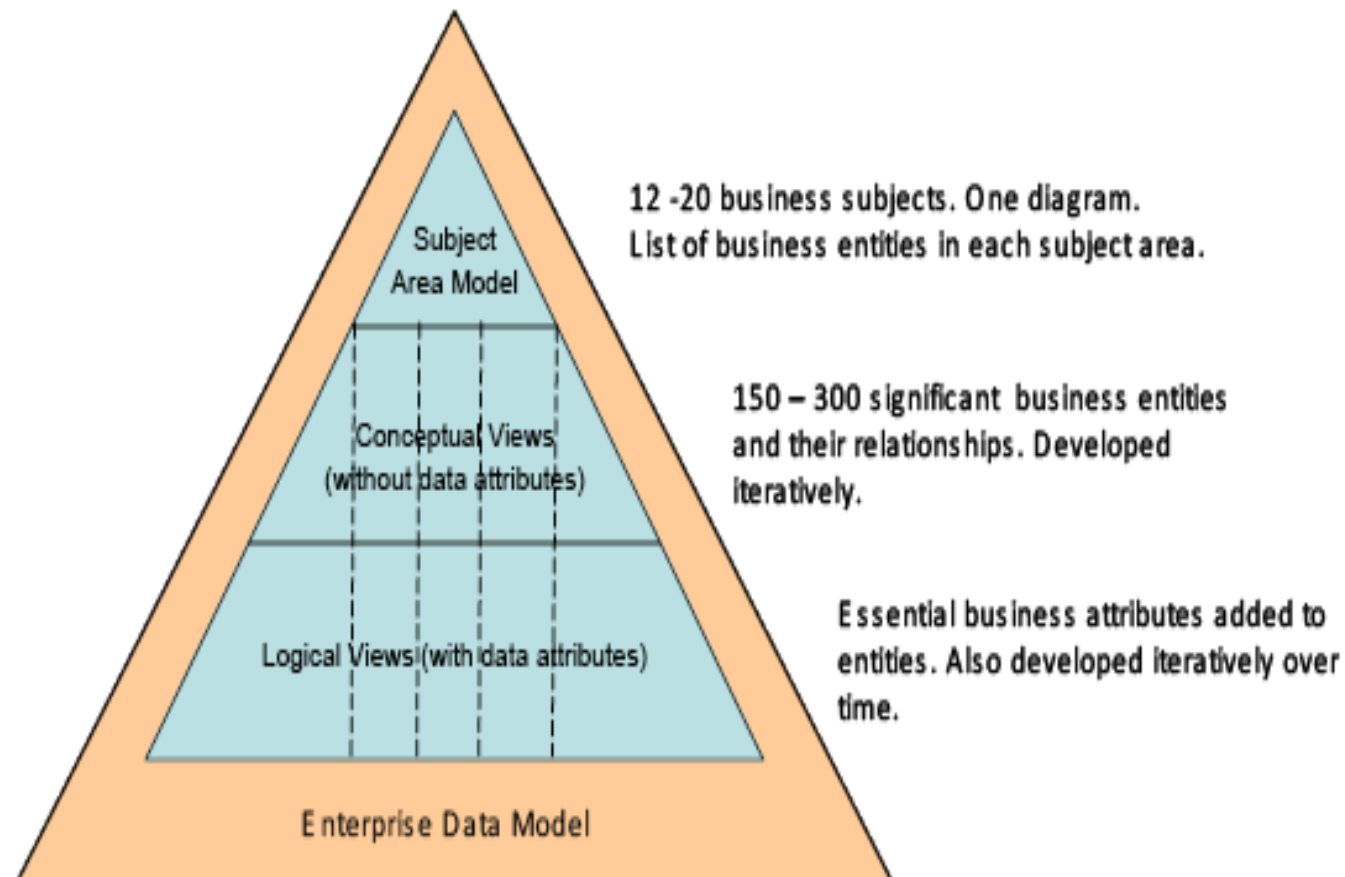 12 -20 business subjects. One diagram.
List of business entities in each subject area.
Subject
Area Model
150 – 300 significant business entities
and their relationships. Developed
iteratively.
Conceptual Views
(without data attributes)
Essential business attributes added to
entities. Also developed iteratively over
time.
Logical Views (with data attributes)
Enterprise Data Model